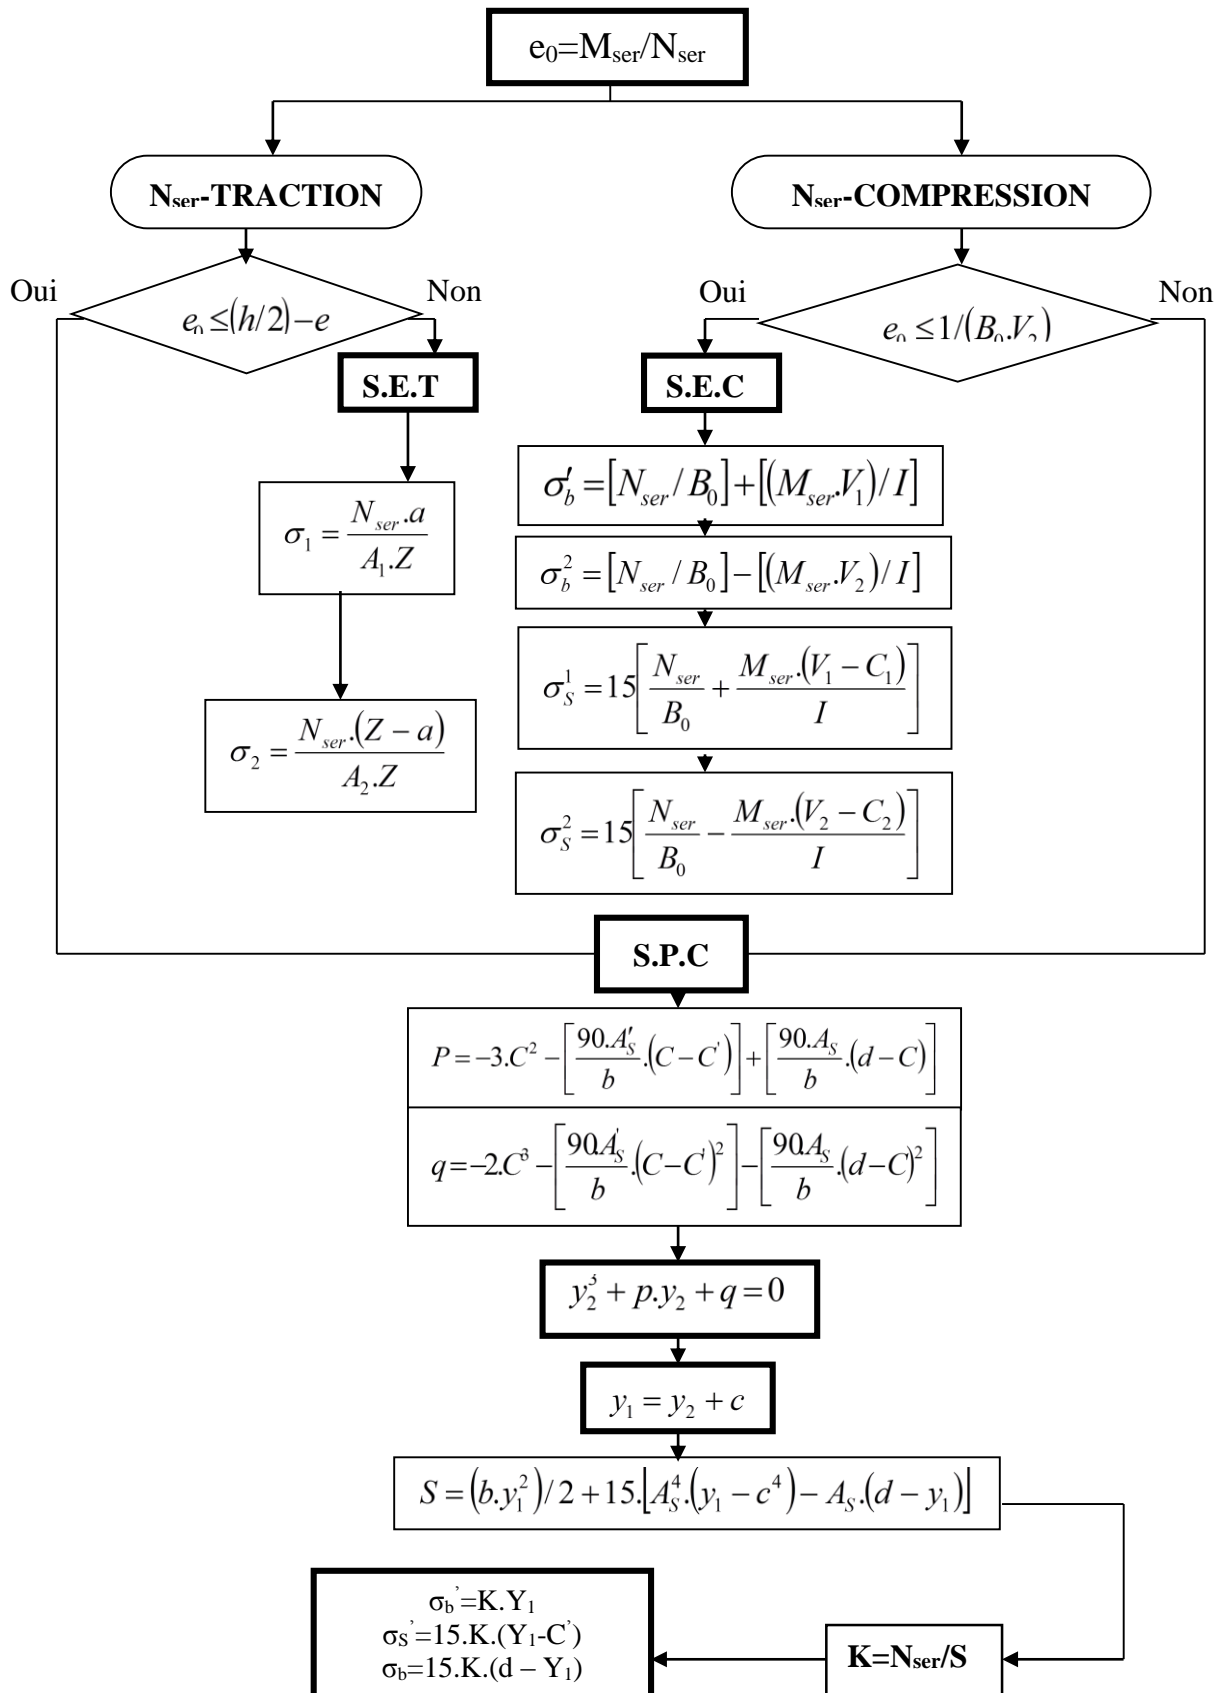 e₀=Mser/Nser
Nser-TRACTION
Nser-COMPRESSION
Oui
Non
Oui
Non
e₀ ≤(h/2)−e
e₀ ≤1/(B₀.V₂)
S.E.T
S.E.C
σ₁ = Nser.a / A₁.Z
σ₂ = Nser.(Z − a) / A₂.Z
σ'b = [Nser / B₀]+[(Mser.V₁)/ I]
σ²b = [Nser / B₀]−[(Mser.V₂)/ I]
σ¹S = 15[Nser / B₀ + Mser.(V₁ − C₁) / I]
σ²S = 15[Nser / B₀ − Mser.(V₂ − C₂) / I]
S.P.C
P = −3.C² − [90.A'S / b .(C − C')] + [90.AS / b .(d − C)]
q = −2.C³ − [90.A'S / b .(C − C')²] − [90.AS / b .(d − C)²]
y₂³ + p.y₂ + q = 0
y₁ = y₂ + c
S = (b.y₁²)/2 + 15.[A⁴S.(y₁ − c⁴) − AS.(d − y₁)]
σb'=K.Y₁
σS'=15.K.(Y₁-C')
σb=15.K.(d – Y₁)
K=Nser/S